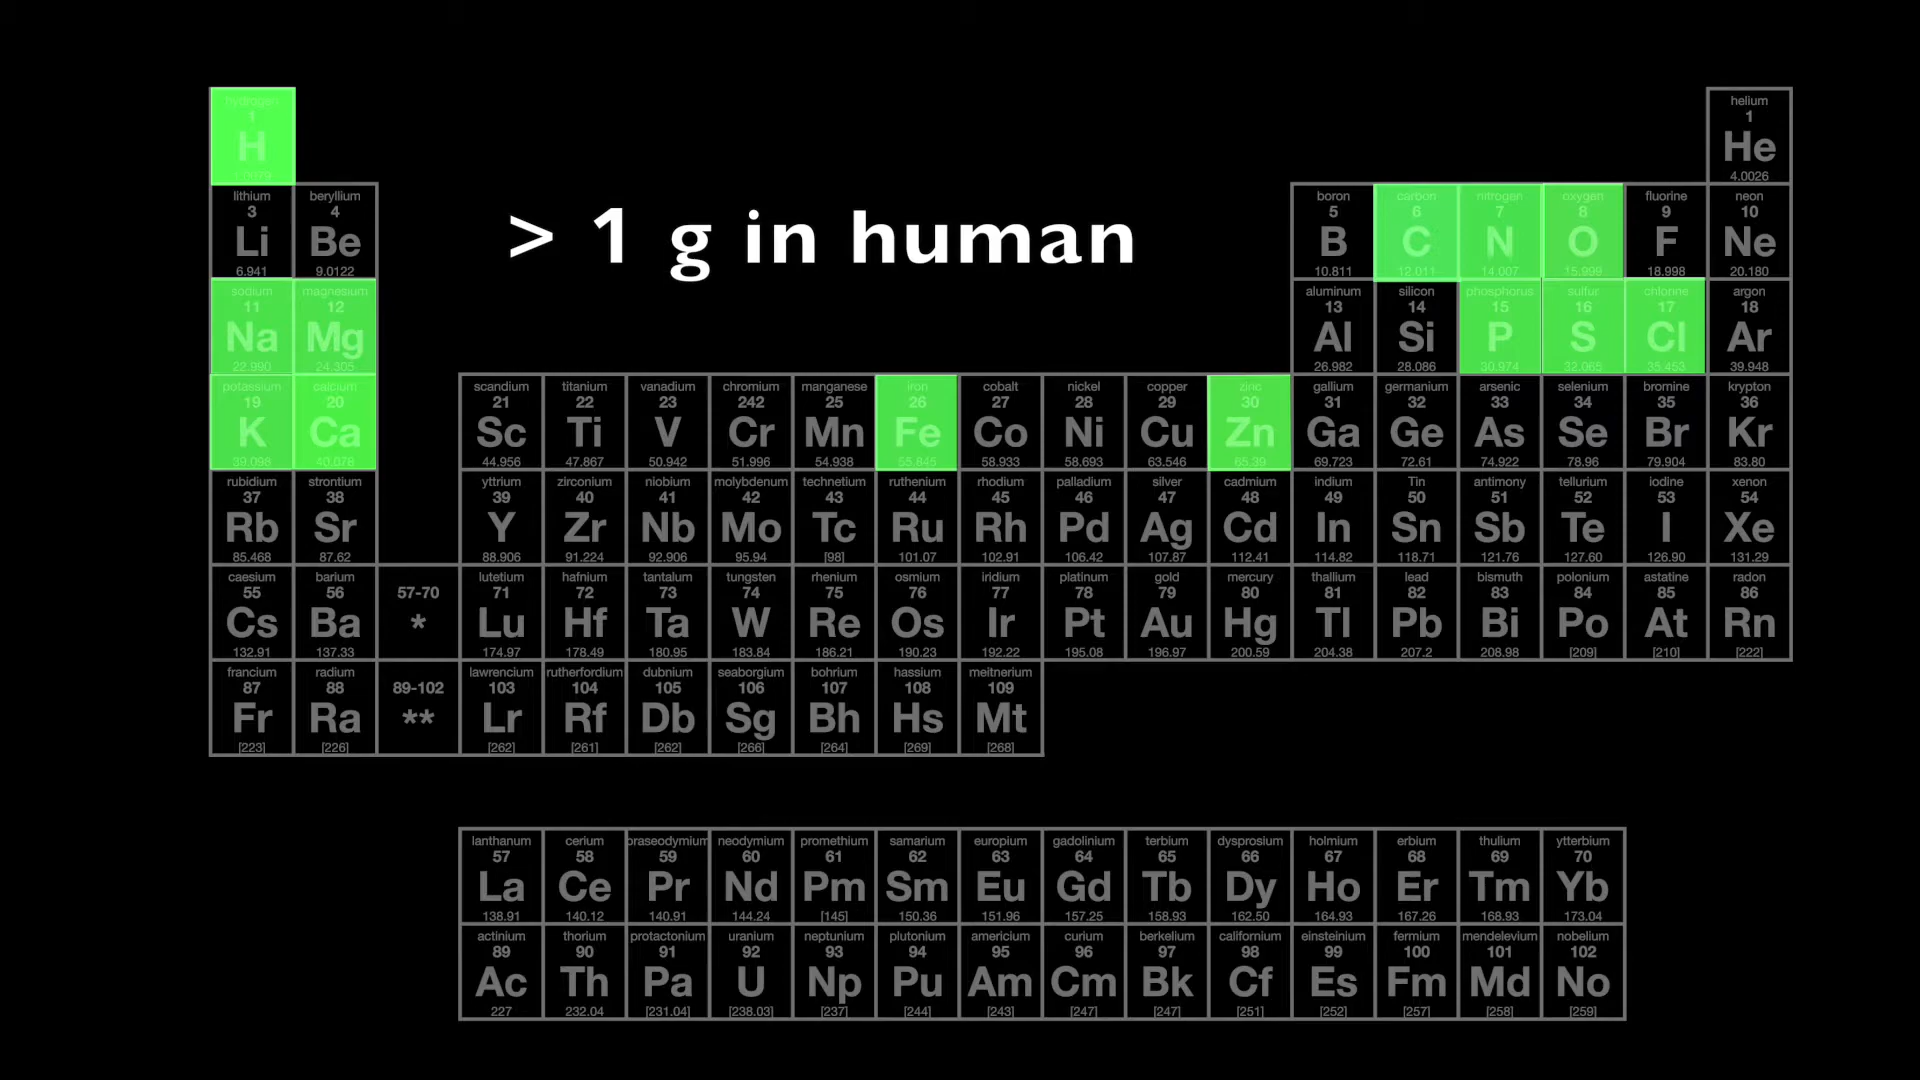 hydrogen helium
1 1
H He
1.0079 4.0026
> 1 g in human
lithium beryllium boron carbon nitrogen oxygen fluorine neon
3 4 5 6 7 8 9 10
Li Be B C N O F Ne
6.941 9.0122 10.811 12.011 14.007 15.999 18.998 20.180
sodium magnesium aluminum silicon phosphorus sulfur chlorine argon
11 12 13 14 15 16 17 18
Na Mg Al Si P S Cl Ar
22.990 24.305 26.982 28.086 30.974 32.065 35.453 39.948
potassium calcium scandium titanium vanadium chromium manganese iron cobalt nickel copper zinc gallium germanium arsenic selenium bromine krypton
19 20 21 22 23 242 25 26 27 28 29 30 31 32 33 34 35 36
K Ca Sc Ti V Cr Mn Fe Co Ni Cu Zn Ga Ge As Se Br Kr
39.098 40.078 44.956 47.867 50.942 51.996 54.938 55.845 58.933 58.693 63.546 65.39 69.723 72.61 74.922 78.96 79.904 83.80
rubidium strontium yttrium zirconium niobium molybdenum technetium ruthenium rhodium palladium silver cadmium indium Tin antimony tellurium iodine xenon
37 38 39 40 41 42 43 44 45 46 47 48 49 50 51 52 53 54
Rb Sr Y Zr Nb Mo Tc Ru Rh Pd Ag Cd In Sn Sb Te I Xe
85.468 87.62 88.906 91.224 92.906 95.94 [98] 101.07 102.91 106.42 107.87 112.41 114.82 118.71 121.76 127.60 126.90 131.29
caesium barium lutetium hafnium tantalum tungsten rhenium osmium iridium platinum gold mercury thallium lead bismuth polonium astatine radon
55 56 57-70 71 72 73 74 75 76 77 78 79 80 81 82 83 84 85 86
Cs Ba * Lu Hf Ta W Re Os Ir Pt Au Hg Tl Pb Bi Po At Rn
132.91 137.33 174.97 178.49 180.95 183.84 186.21 190.23 192.22 195.08 196.97 200.59 204.38 207.2 208.98 [209] [210] [222]
francium radium lawrencium rutherfordium dubnium seaborgium bohrium hassium meitnerium
87 88 89-102 103 104 105 106 107 108 109
Fr Ra ** Lr Rf Db Sg Bh Hs Mt
[223] [226] [262] [261] [262] [266] [264] [269] [268]
lanthanum cerium praseodymium neodymium promethium samarium europium gadolinium terbium dysprosium holmium erbium thulium ytterbium
57 58 59 60 61 62 63 64 65 66 67 68 69 70
La Ce Pr Nd Pm Sm Eu Gd Tb Dy Ho Er Tm Yb
138.91 140.12 140.91 144.24 [145] 150.36 151.96 157.25 158.93 162.50 164.93 167.26 168.93 173.04
actinium thorium protactonium uranium neptunium plutonium americium curium berkelium californium einsteinium fermium mendelevium nobelium
89 90 91 92 93 94 95 96 97 98 99 100 101 102
Ac Th Pa U Np Pu Am Cm Bk Cf Es Fm Md No
227 232.04 [231.04] [238.03] [237] [244] [243] [247] [247] [251] [252] [257] [258] [259]